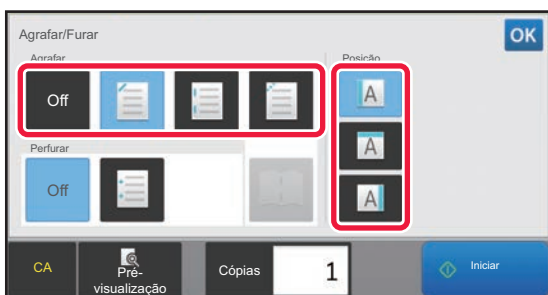 Agrafar/Furar
OK
Agrafar
Posição
Off
A
A
A
Perfurar
Off
CA
Pré-
visualização
Cópias
1
Iniciar